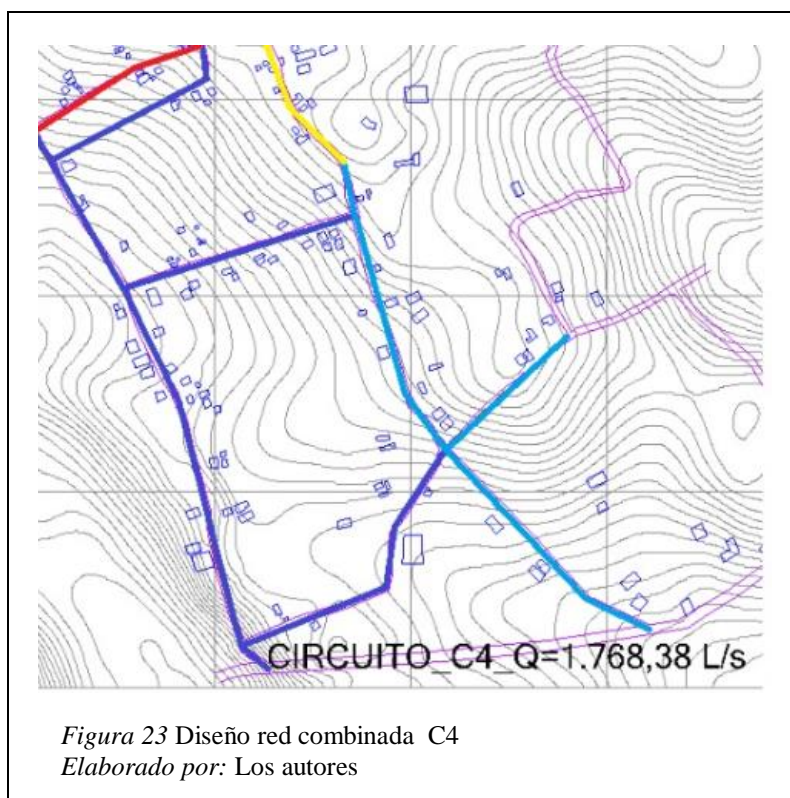 CIRCUITO_C4_Q=1.768,38 L/s
Figura 23 Diseño red combinada C4
Elaborado por: Los autores